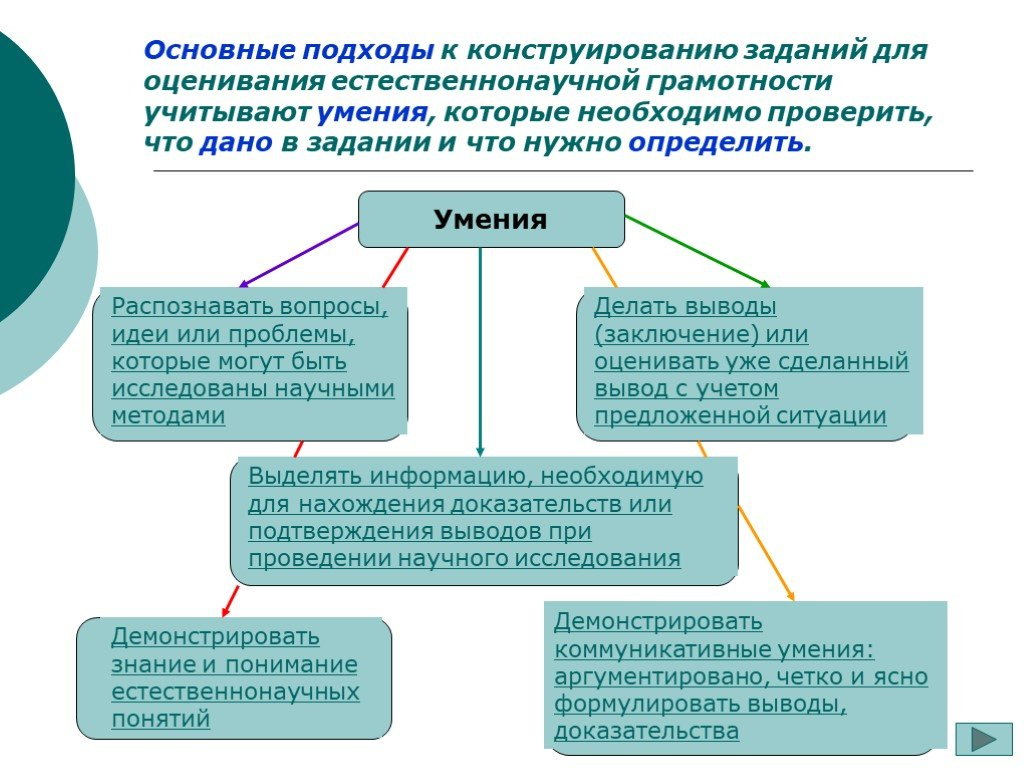 Основные подходы к конструированию заданий для
оценивания естественнонаучной грамотности
учитывают умения, которые необходимо проверить,
что дано в задании и что нужно определить.
Умения
Распознавать вопросы,
идеи или проблемы,
которые могут быть
исследованы научными
методами
Делать выводы
(заключение) или
оценивать уже сделанный
вывод с учетом
предложенной ситуации
Выделять информацию, необходимую
для нахождения доказательств или
подтверждения выводов при
проведении научного исследования
Демонстрировать
знание и понимание
естественнонаучных
понятий
Демонстрировать
коммуникативные умения:
аргументировано, четко и ясно
формулировать выводы,
доказательства